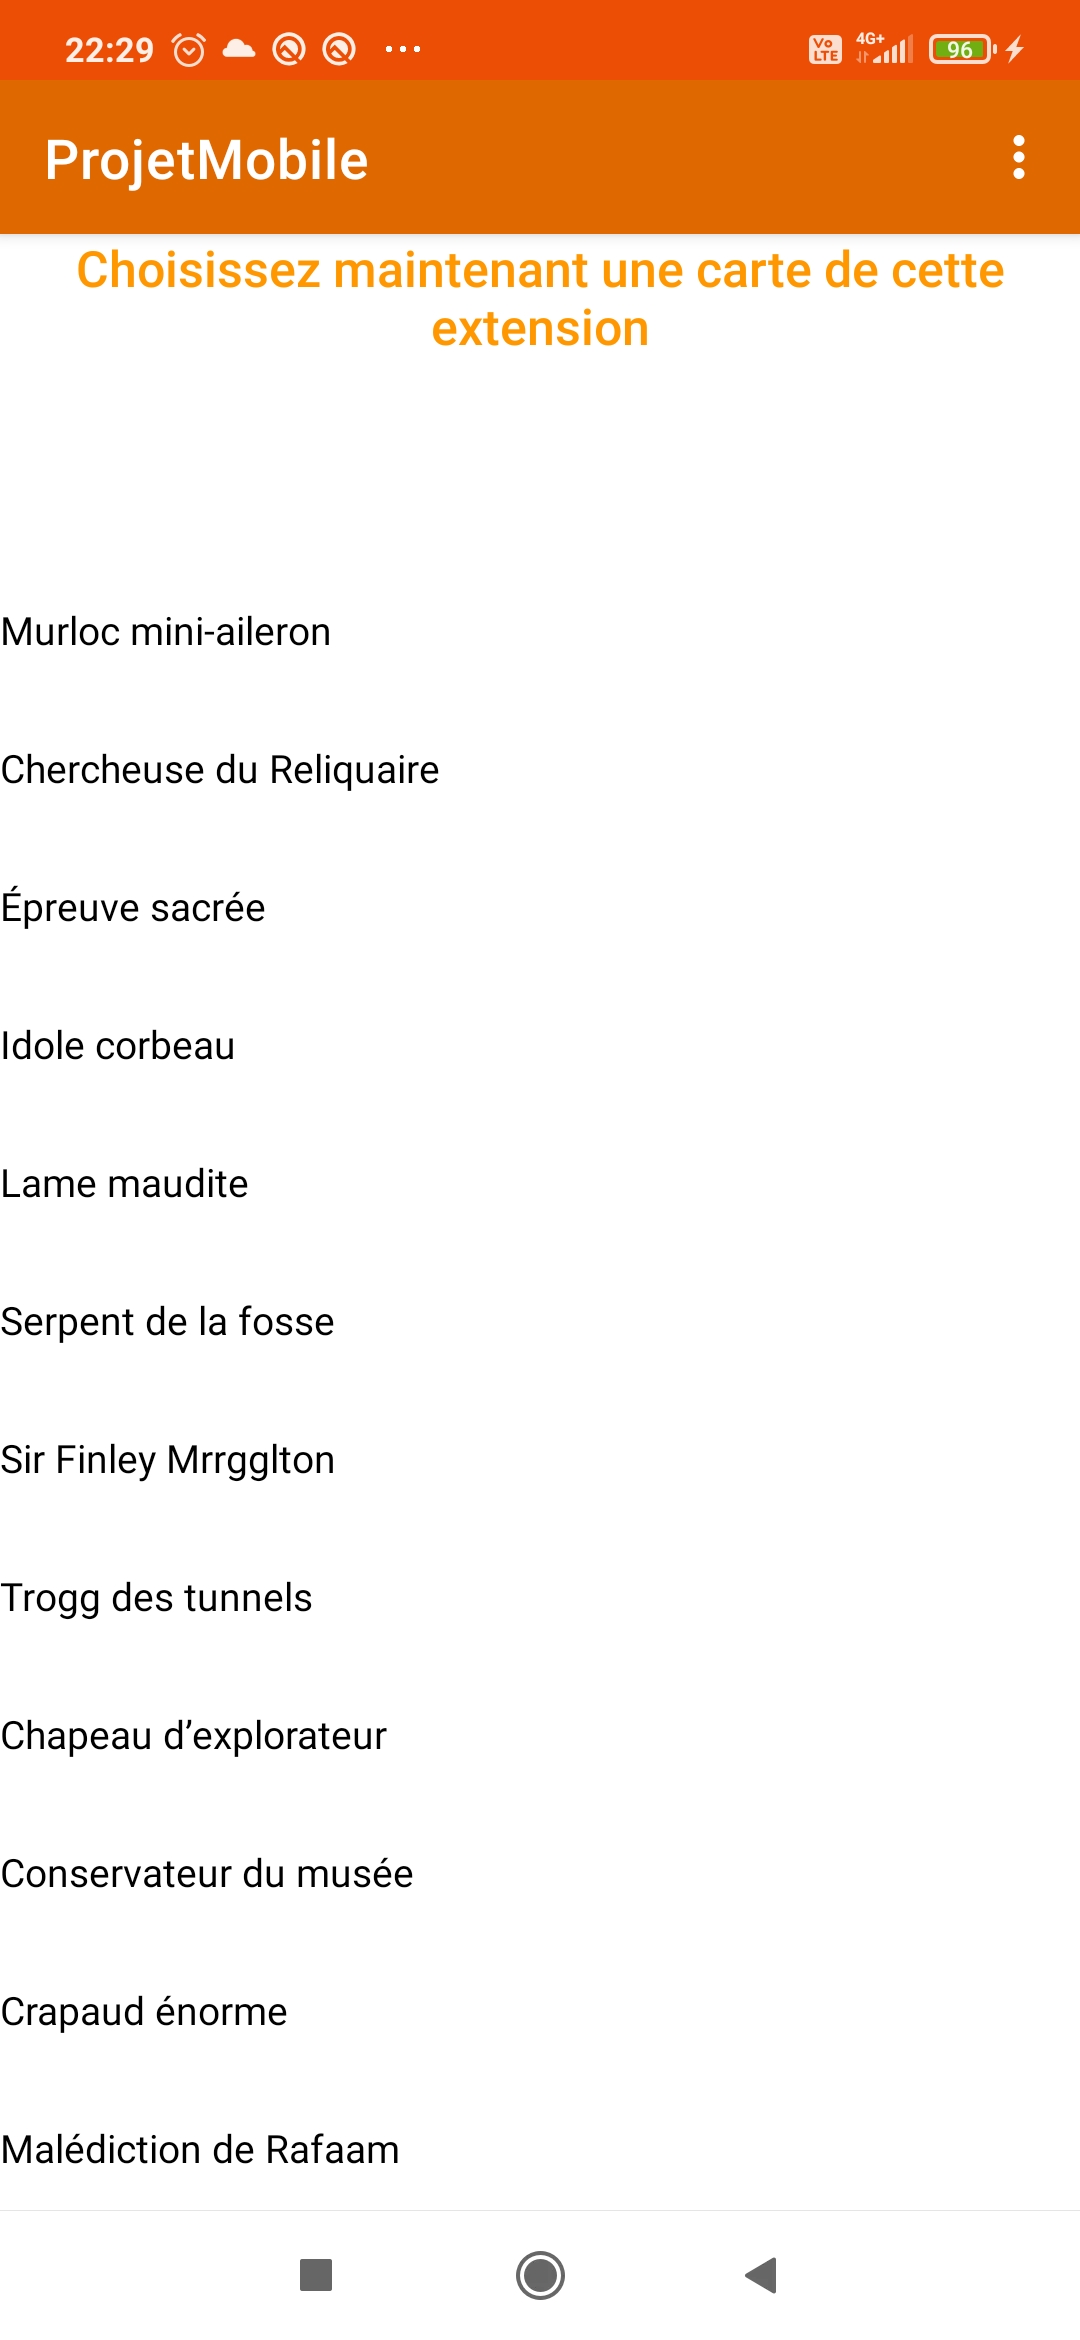 22:29
Vo LTE 4G+ 96
ProjetMobile
Choisissez maintenant une carte de cette
extension
Murloc mini-aileron
Chercheuse du Reliquaire
Épreuve sacrée
Idole corbeau
Lame maudite
Serpent de la fosse
Sir Finley Mrrgglton
Trogg des tunnels
Chapeau d’explorateur
Conservateur du musée
Crapaud énorme
Malédiction de Rafaam